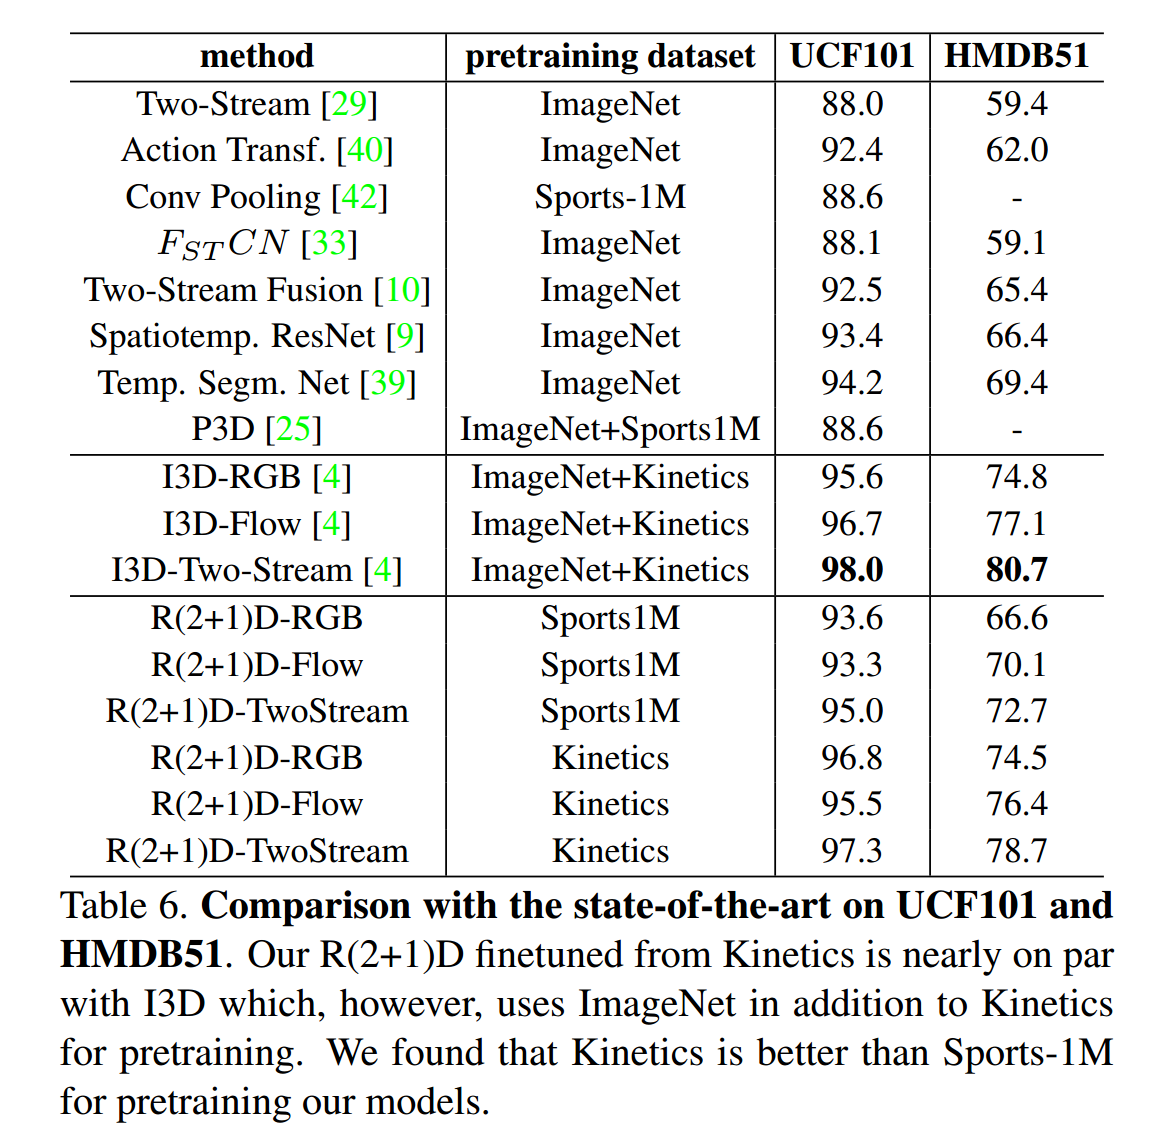 method pretraining dataset UCF101 HMDB51
Two-Stream [29] ImageNet 88.0 59.4
Action Transf. [40] ImageNet 92.4 62.0
Conv Pooling [42] Sports-1M 88.6 -
F_{ST}CN [33] ImageNet 88.1 59.1
Two-Stream Fusion [10] ImageNet 92.5 65.4
Spatiotemp. ResNet [9] ImageNet 93.4 66.4
Temp. Segm. Net [39] ImageNet 94.2 69.4
P3D [25] ImageNet+Sports1M 88.6 -
I3D-RGB [4] ImageNet+Kinetics 95.6 74.8
I3D-Flow [4] ImageNet+Kinetics 96.7 77.1
I3D-Two-Stream [4] ImageNet+Kinetics 98.0 80.7
R(2+1)D-RGB Sports1M 93.6 66.6
R(2+1)D-Flow Sports1M 93.3 70.1
R(2+1)D-TwoStream Sports1M 95.0 72.7
R(2+1)D-RGB Kinetics 96.8 74.5
R(2+1)D-Flow Kinetics 95.5 76.4
R(2+1)D-TwoStream Kinetics 97.3 78.7
Table 6. Comparison with the state-of-the-art on UCF101 and
HMDB51. Our R(2+1)D finetuned from Kinetics is nearly on par
with I3D which, however, uses ImageNet in addition to Kinetics
for pretraining. We found that Kinetics is better than Sports-1M
for pretraining our models.